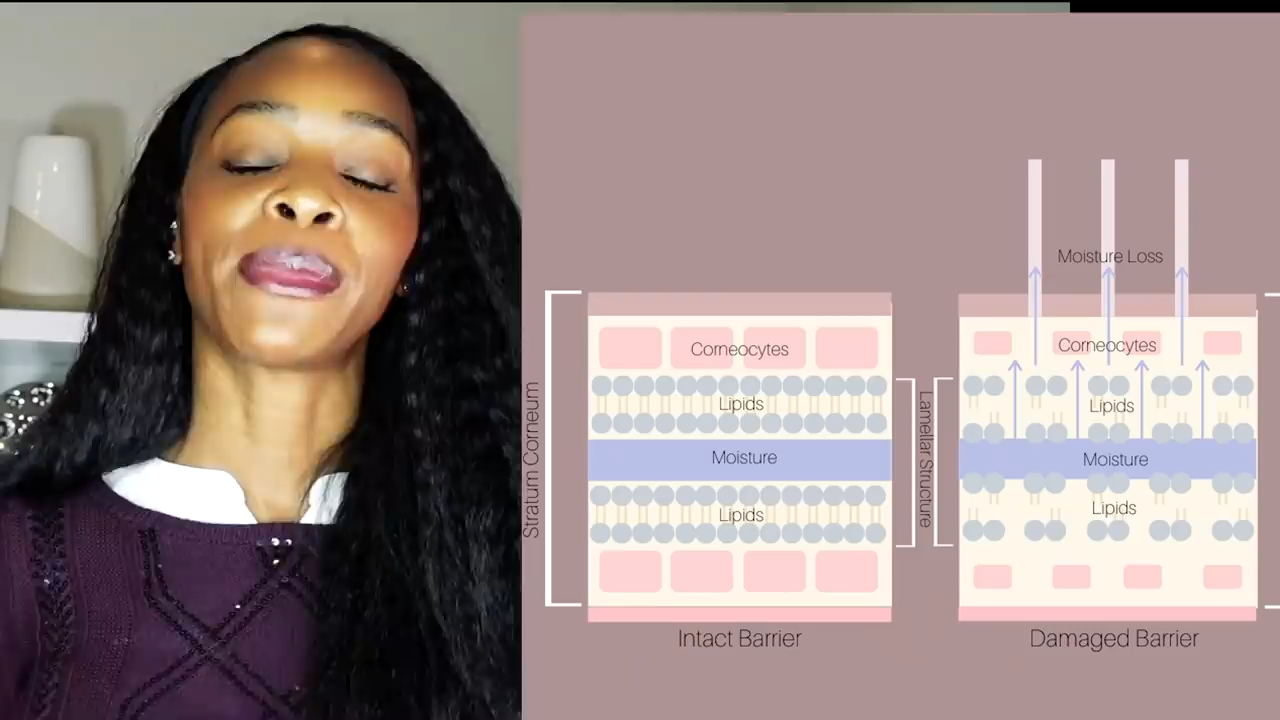 Stratum Corneum
Corneocytes
Lipids
Moisture
Lipids
Intact Barrier
Lamellar Structure
Moisture Loss
Corneocytes
Lipids
Moisture
Lipids
Damaged Barrier